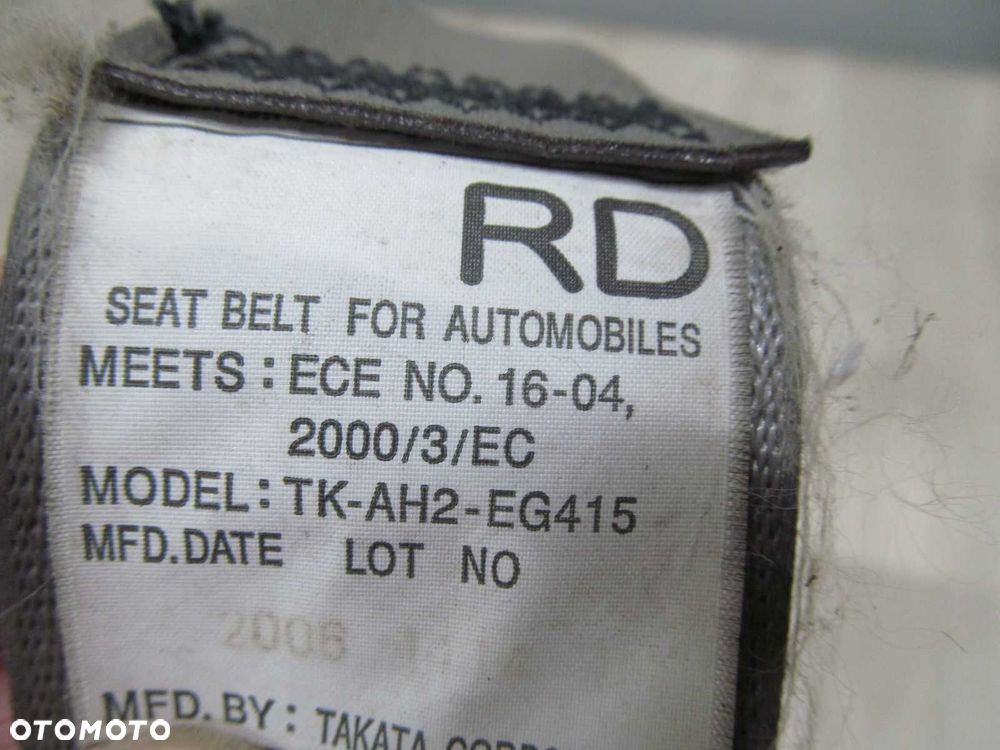 RD
SEAT BELT FOR AUTOMOBILES
MEETS : ECE NO. 16-04,
2000/3/EC
MODEL : TK-AH2-EG415
MFD.DATE LOT NO
2006 1
MFD. BY : TAKATA
OTOMOTO